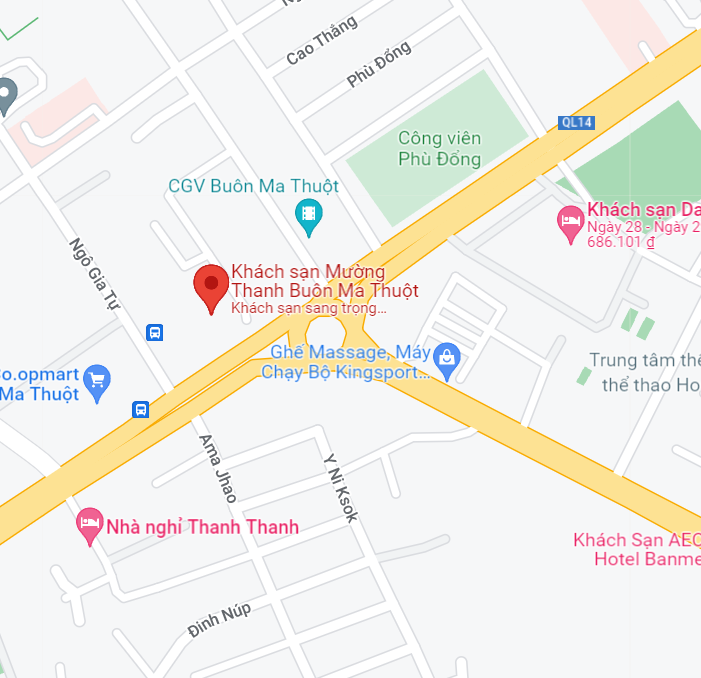 Cao Thắng
Phù Đổng
QL14
Công viên
Phù Đổng
CGV Buôn Ma Thuột
Khách sạn Da
Ngày 28 - Ngày 2
686.101 ₫
Ngô Gia Tự
Khách sạn Mường
Thanh Buôn Ma Thuột
Khách sạn sang trọng...
Ghế Massage, Máy
Chạy Bộ Kingsport...
Co.opmart
Ma Thuột
Trung tâm thể
thể thao Ho
Ama Jhao
Y Ni Ksok
Nhà nghỉ Thanh Thanh
Khách Sạn AEC
Hotel Banme
Đinh Núp